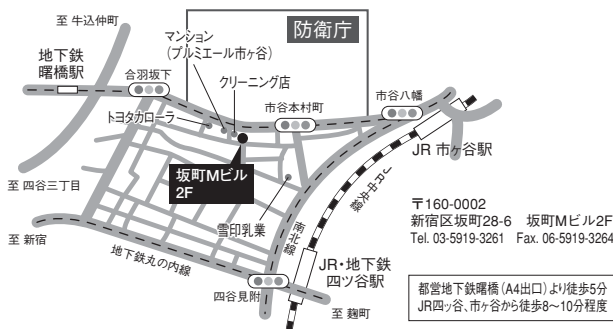 至 牛込仲町
防衛庁
マンション
(プルミエール市ヶ谷)
地下鉄
曙橋駅
合羽坂下
クリーニング店
市谷本村町
市谷八幡
トヨタカローラ
JR 市ヶ谷駅
坂町Mビル
2F
至 四谷三丁目
JR中央線
〒160-0002
新宿区坂町28-6 坂町Mビル2F
Tel. 03-5919-3261 Fax. 06-5919-3264
雪印乳業
南北線
至 新宿
地下鉄丸の内線
JR・地下鉄
四ツ谷駅
四谷見附
至 麹町
都営地下鉄曙橋(A4出口)より徒歩5分
JR四ッ谷、市ヶ谷から徒歩8〜10分程度